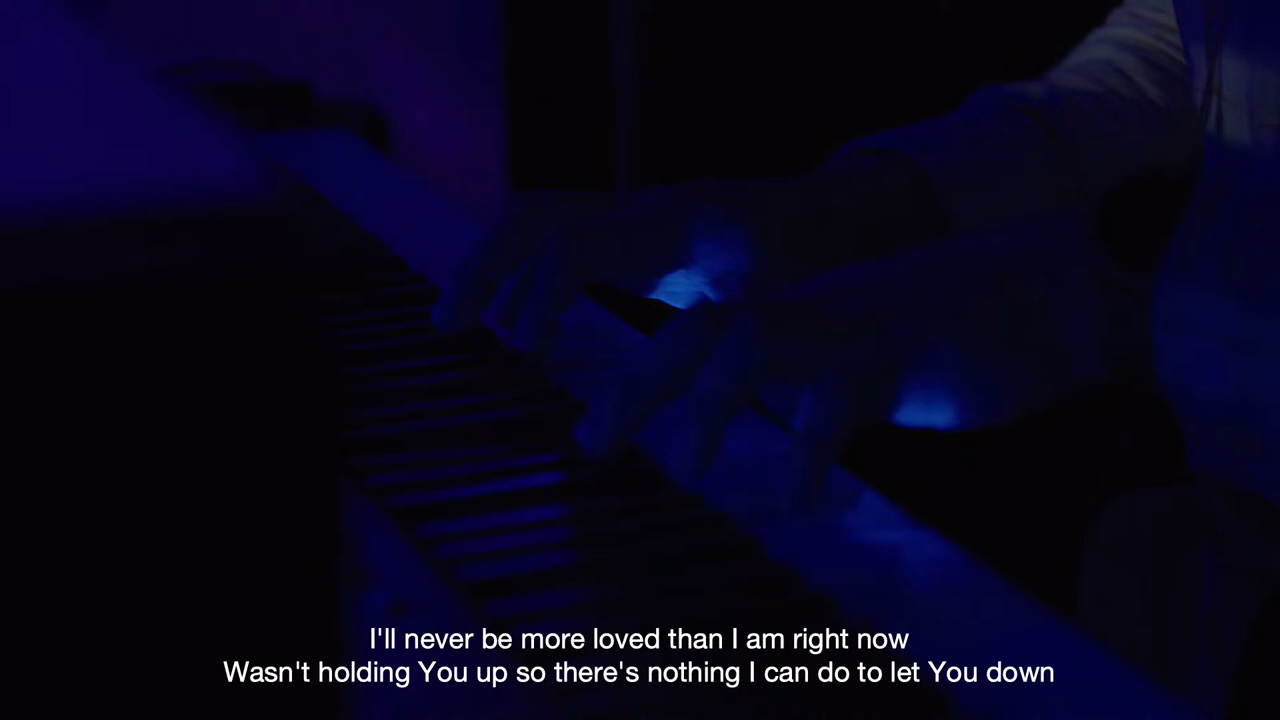 I'll never be more loved than I am right now
Wasn't holding You up so there's nothing I can do to let You down